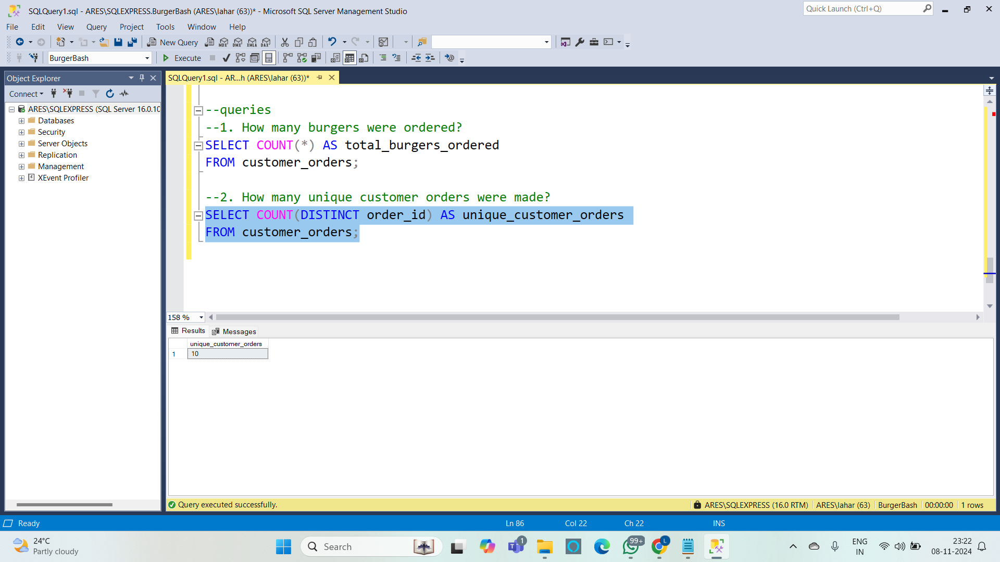 SQLQuery1.sql - ARES\SQLEXPRESS.BurgerBash (ARES\lahar (63))* - Microsoft SQL Server Management Studio
Quick Launch (Ctrl+Q)
File Edit View Query Project Tools Window Help
New Query MDX DMX XMLA DAX
BurgerBash Execute
Object Explorer
SQLQuery1.sql - AR...h (ARES\lahar (63))*
Connect
ARES\SQLEXPRESS (SQL Server 16.0.10
Databases
Security
Server Objects
Replication
Management
XEvent Profiler
--queries
--1. How many burgers were ordered?
SELECT COUNT(*) AS total_burgers_ordered
FROM customer_orders;
--2. How many unique customer orders were made?
SELECT COUNT(DISTINCT order_id) AS unique_customer_orders
FROM customer_orders;
158 %
Results Messages
unique_customer_orders
1 10
Query executed successfully. ARES\SQLEXPRESS (16.0 RTM) ARES\lahar (63) BurgerBash 00:00:00 1 rows
Ready Ln 86 Col 22 Ch 22 INS
24°C
Partly cloudy
Search
1
99+
L
ENG
IN
23:22
08-11-2024